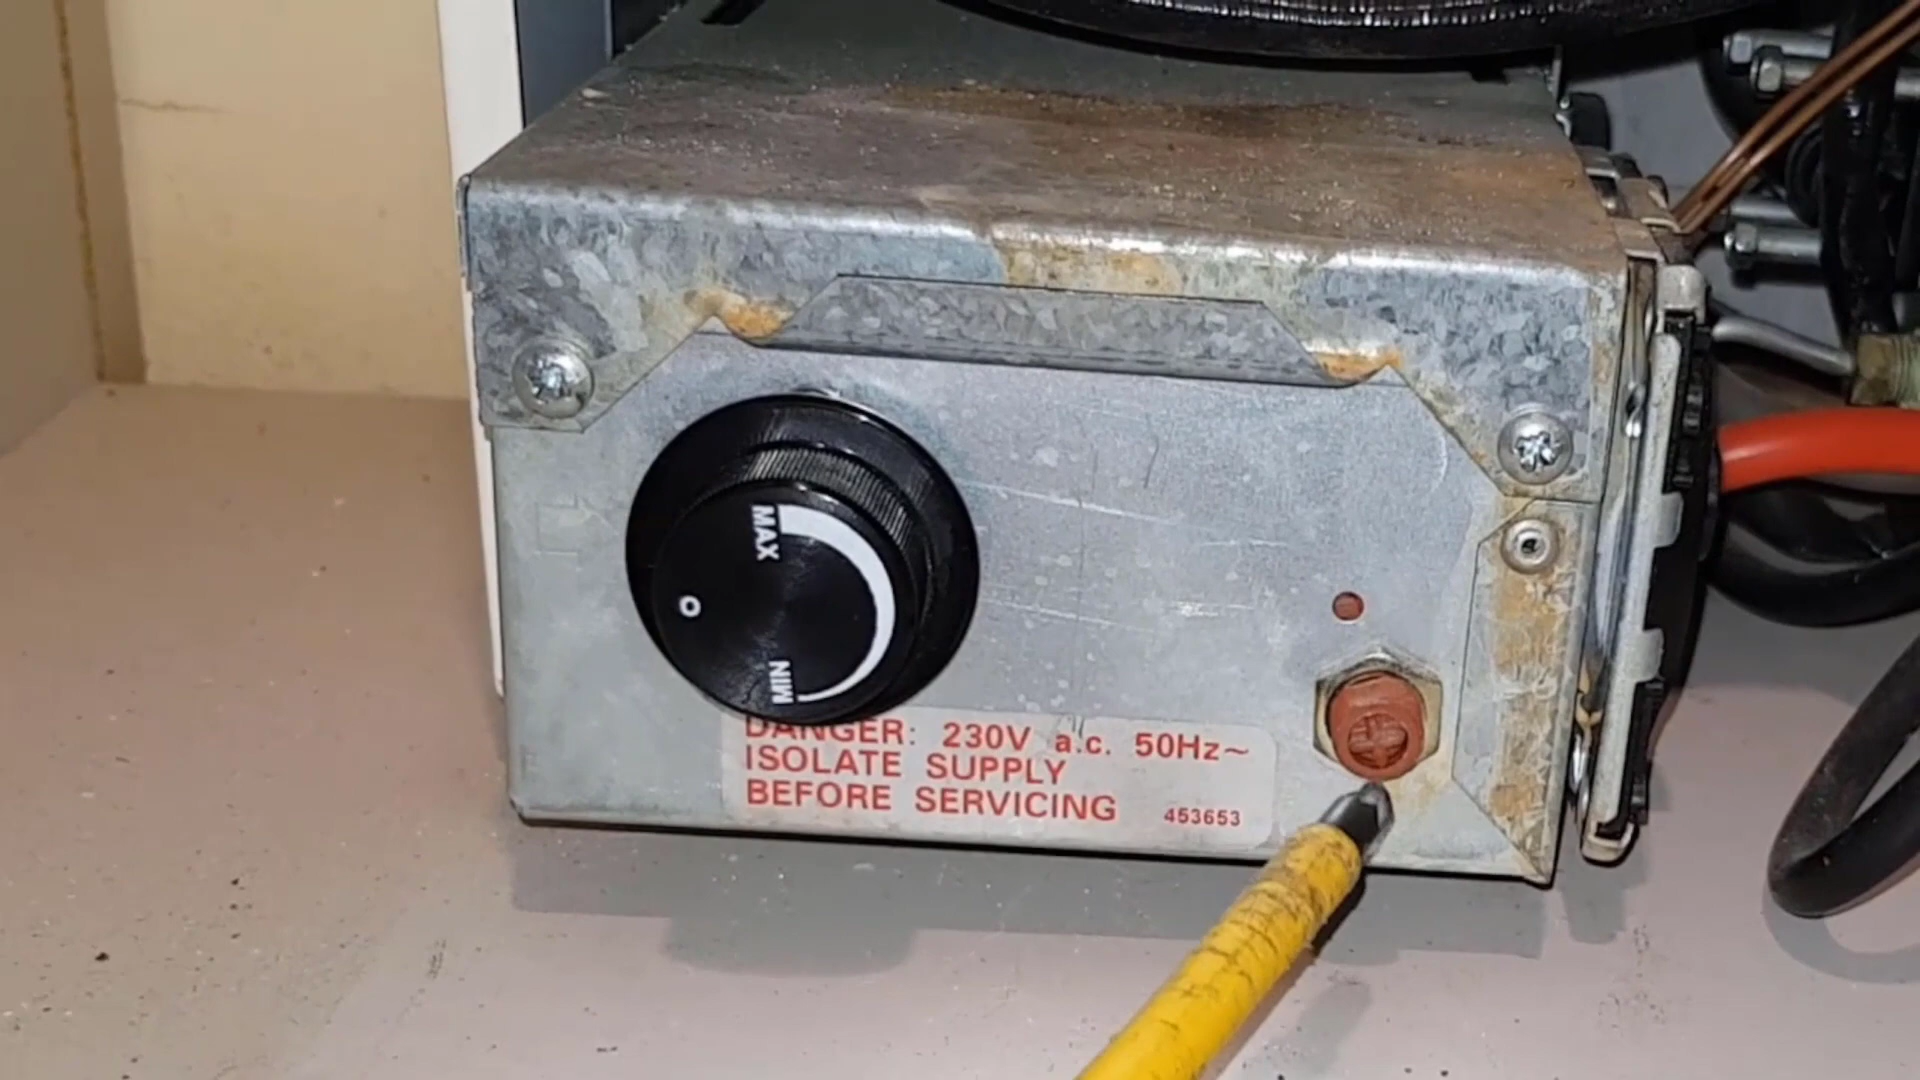 MAX
O
MIN
DANGER: 230V a.c. 50Hz~
ISOLATE SUPPLY
BEFORE SERVICING 453653